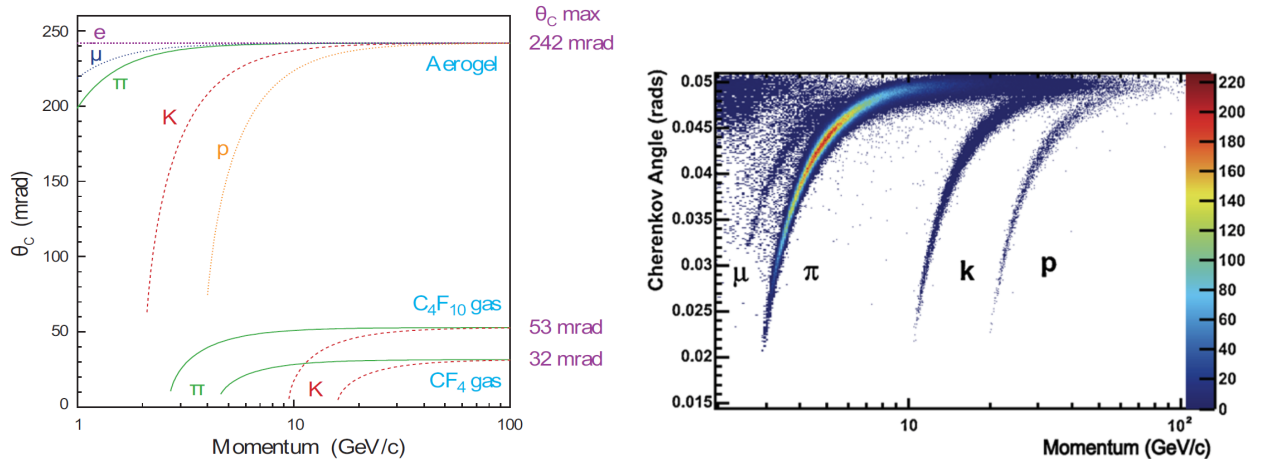 θC max
242 mrad
53 mrad
32 mrad
250
200
150
100
50
0
θC (mrad)
e
μ
π
K
p
Aerogel
C4F10 gas
π
K
CF4 gas
1
10
100
Momentum (GeV/c)
Cherenkov Angle (rads)
0.05
0.045
0.04
0.035
0.03
0.025
0.02
0.015
μ
π
k
p
10
10²
Momentum (GeV/c)
220
200
180
160
140
120
100
80
60
40
20
0